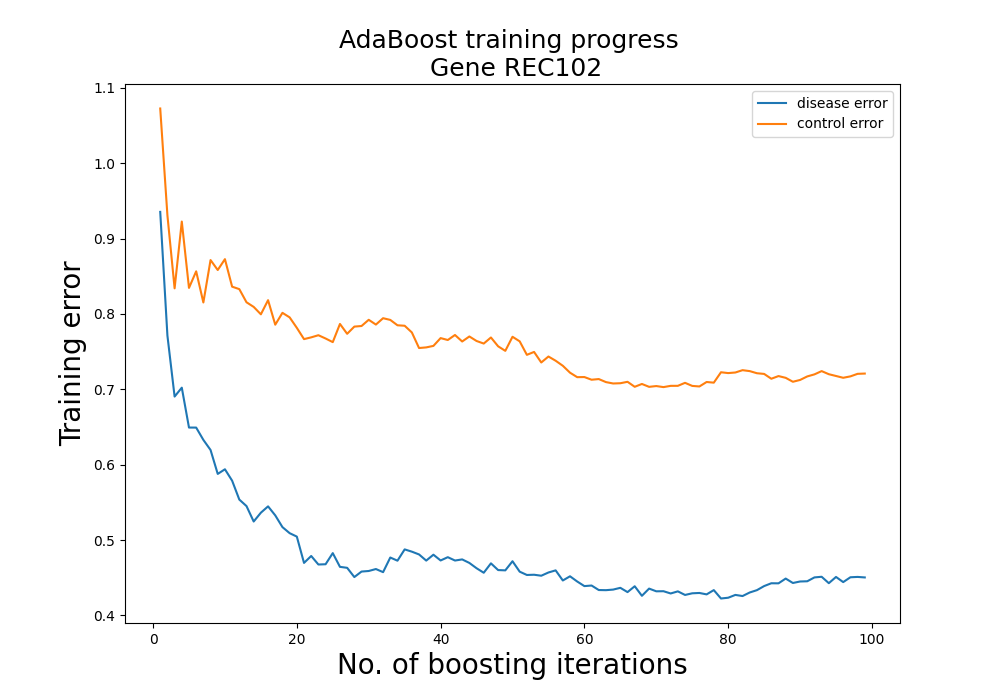 AdaBoost training progress
Gene REC102
disease error
control error
Training error
1.1
1.0
0.9
0.8
0.7
0.6
0.5
0.4
0 20 40 60 80 100
No. of boosting iterations